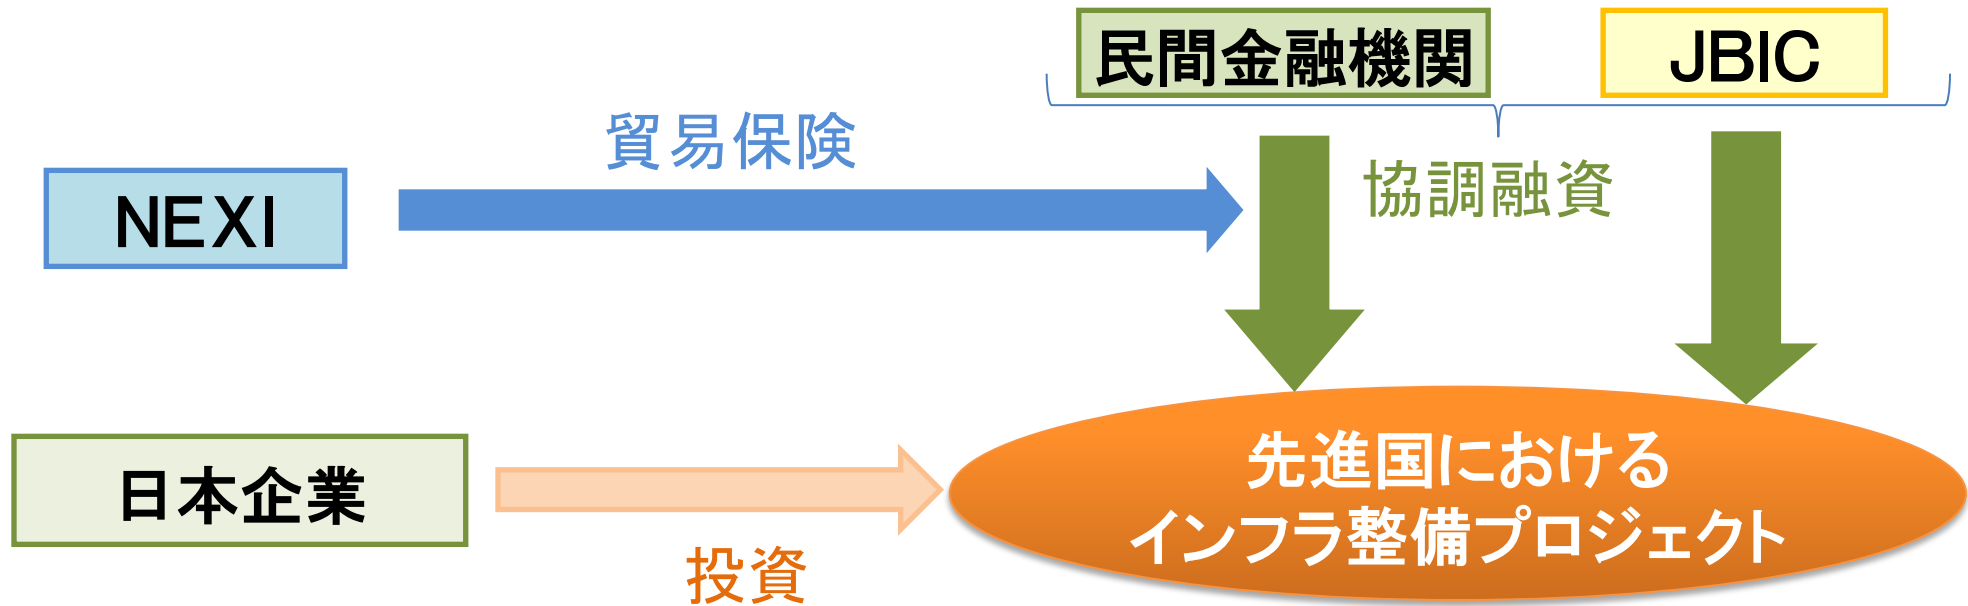 民間金融機関
JBIC
貿易保険
協調融資
NEXI
日本企業
投資
先進国における
インフラ整備プロジェクト